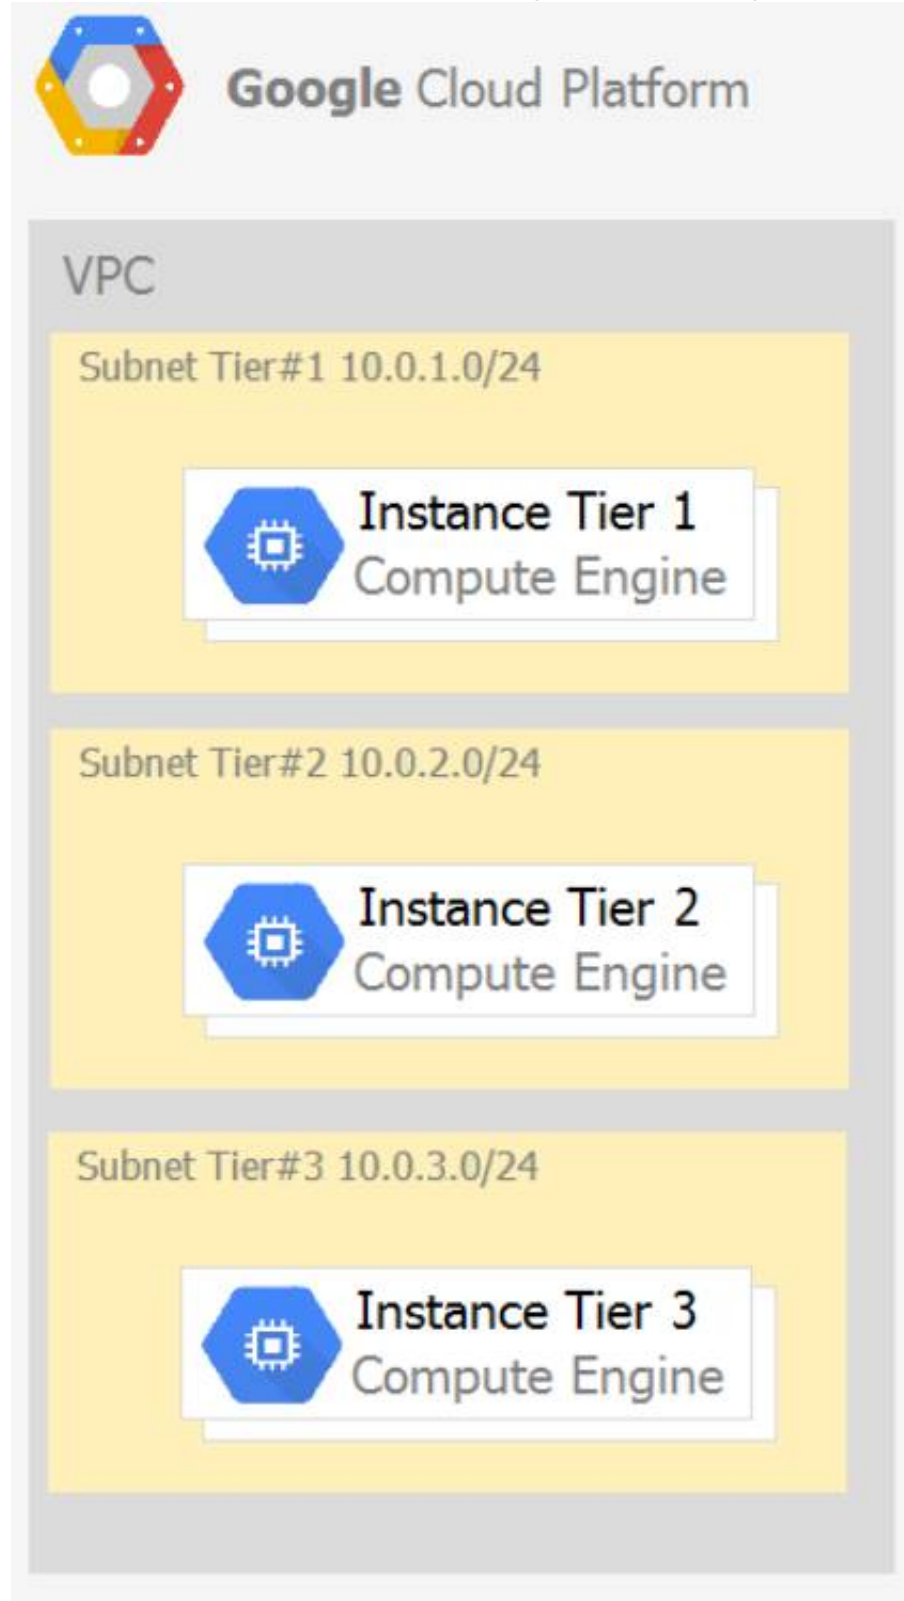 Google Cloud Platform
VPC
Subnet Tier#1 10.0.1.0/24
Instance Tier 1
Compute Engine
Subnet Tier#2 10.0.2.0/24
Instance Tier 2
Compute Engine
Subnet Tier#3 10.0.3.0/24
Instance Tier 3
Compute Engine